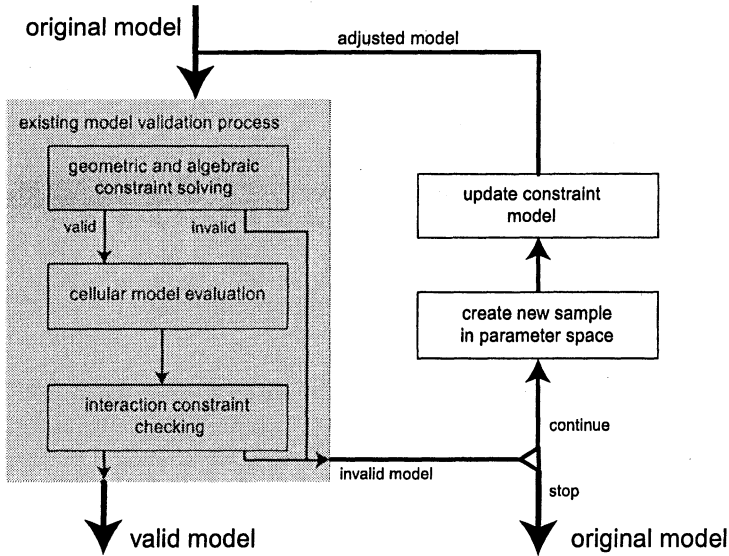 original model
adjusted model
existing model validation process
geometric and algebraic
constraint solving
valid
invalid
cellular model evaluation
interaction constraint
checking
update constraint
model
create new sample
in parameter space
continue
invalid model
stop
valid model
original model